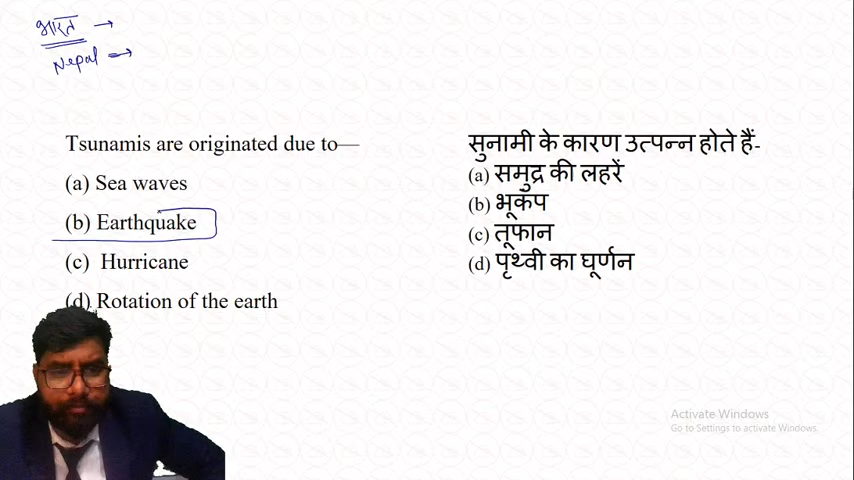 भारत →
Nepal →
Tsunamis are originated due to—
(a) Sea waves
(b) Earthquake
(c) Hurricane
(d) Rotation of the earth
सुनामी के कारण उत्पन्न होते हैं-
(a) समुद्र की लहरें
(b) भूकंप
(c) तूफान
(d) पृथ्वी का घूर्णन
Activate Windows
Go to Settings to activate Windows.